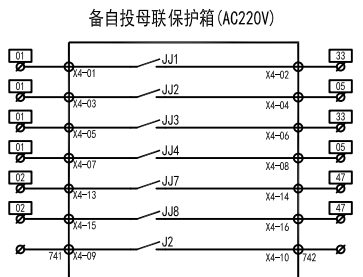 备自投母联保护箱(AC220V)
01 JJ1 33
X4-01 X4-02
01 JJ2 05
X4-03 X4-04
01 JJ3 33
X4-05 X4-06
01 JJ4 05
X4-07 X4-08
02 JJ7 47
X4-13 X4-14
02 JJ8 47
X4-15 X4-16
J2
741 X4-09 X4-10 742